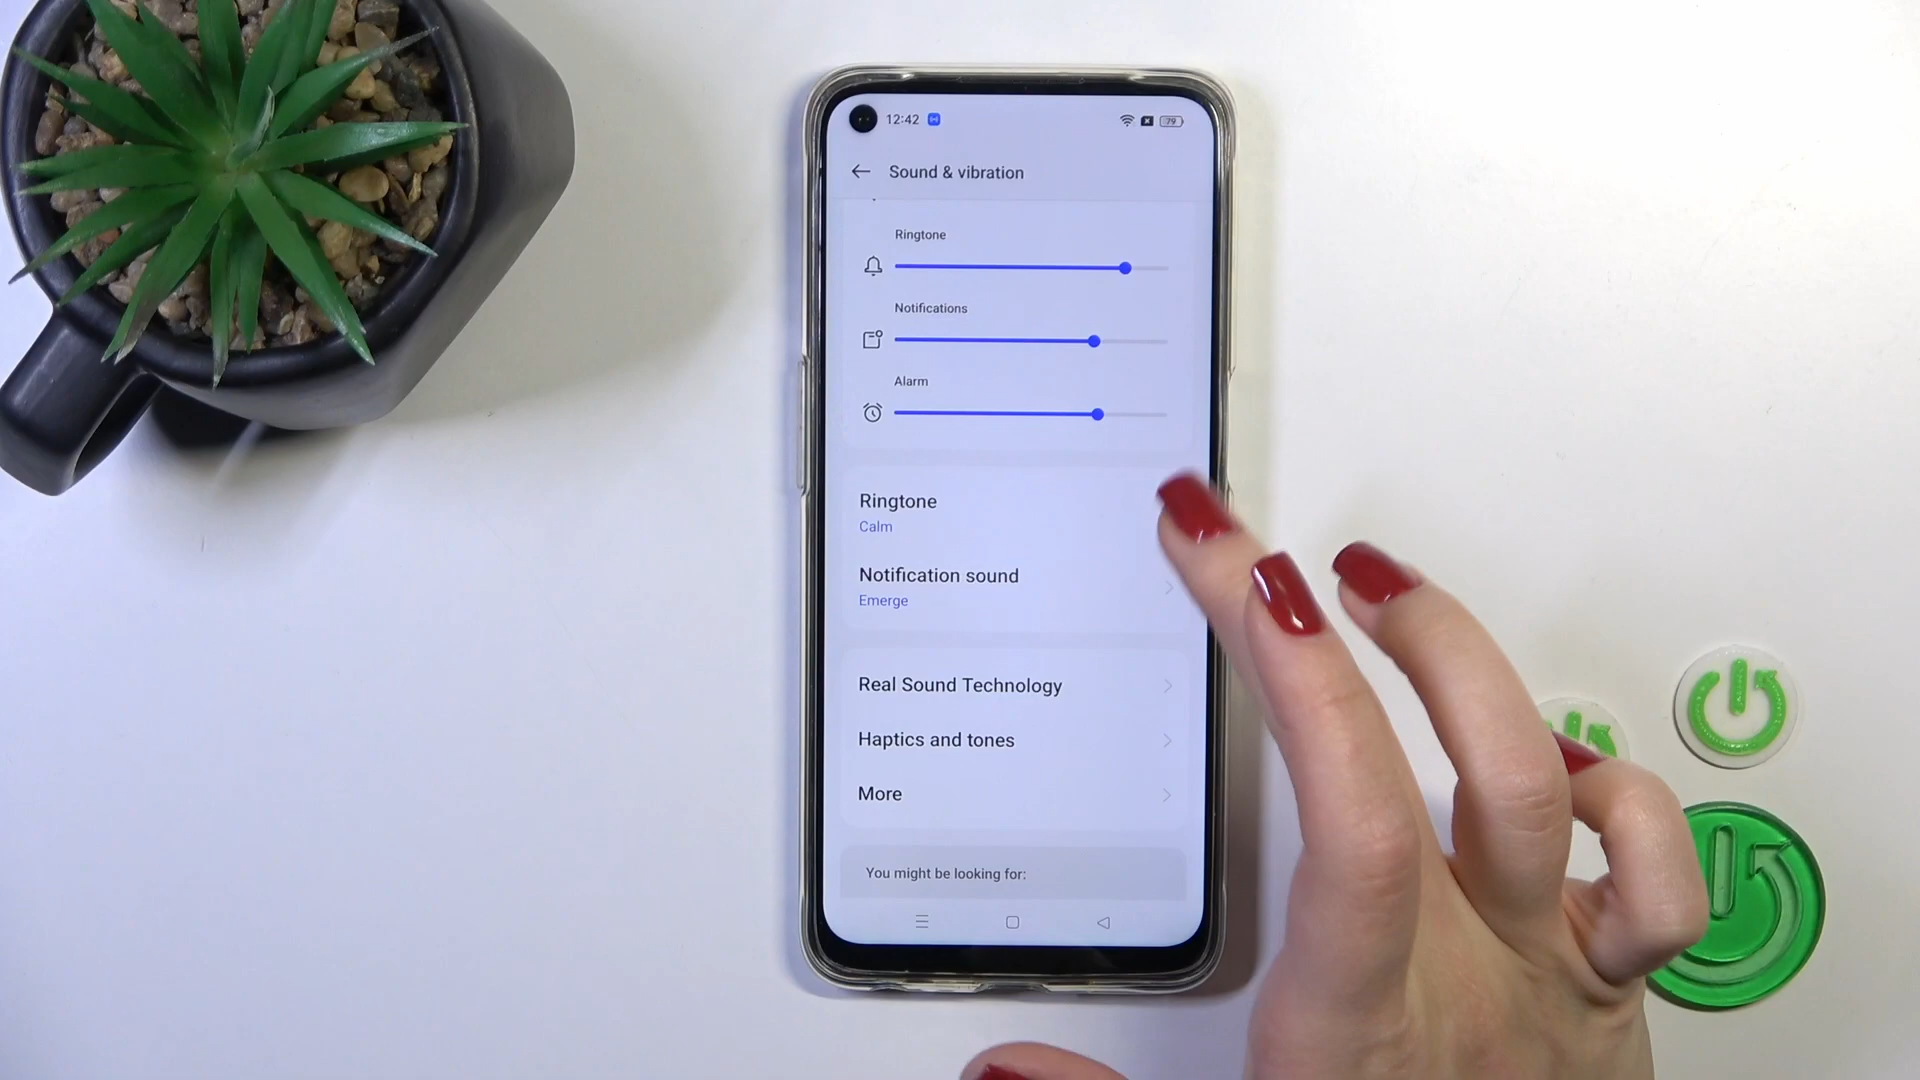 12:42
79
Sound & vibration
Ringtone
Notifications
Alarm
Ringtone
Calm
Notification sound
Emerge
Real Sound Technology
Haptics and tones
More
You might be looking for: